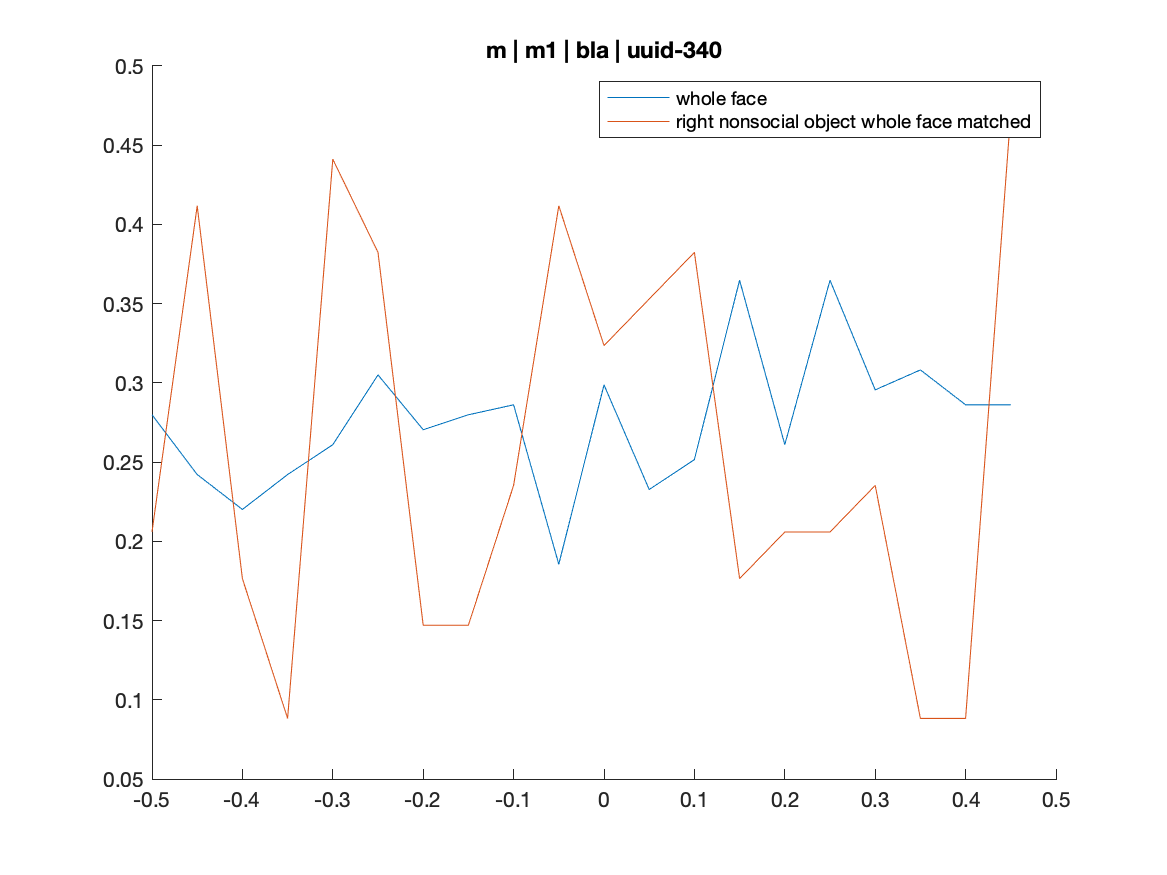 m | m1 | bla | uuid-340
whole face
right nonsocial object whole face matched
0.5
0.45
0.4
0.35
0.3
0.25
0.2
0.15
0.1
0.05
-0.5 -0.4 -0.3 -0.2 -0.1 0 0.1 0.2 0.3 0.4 0.5